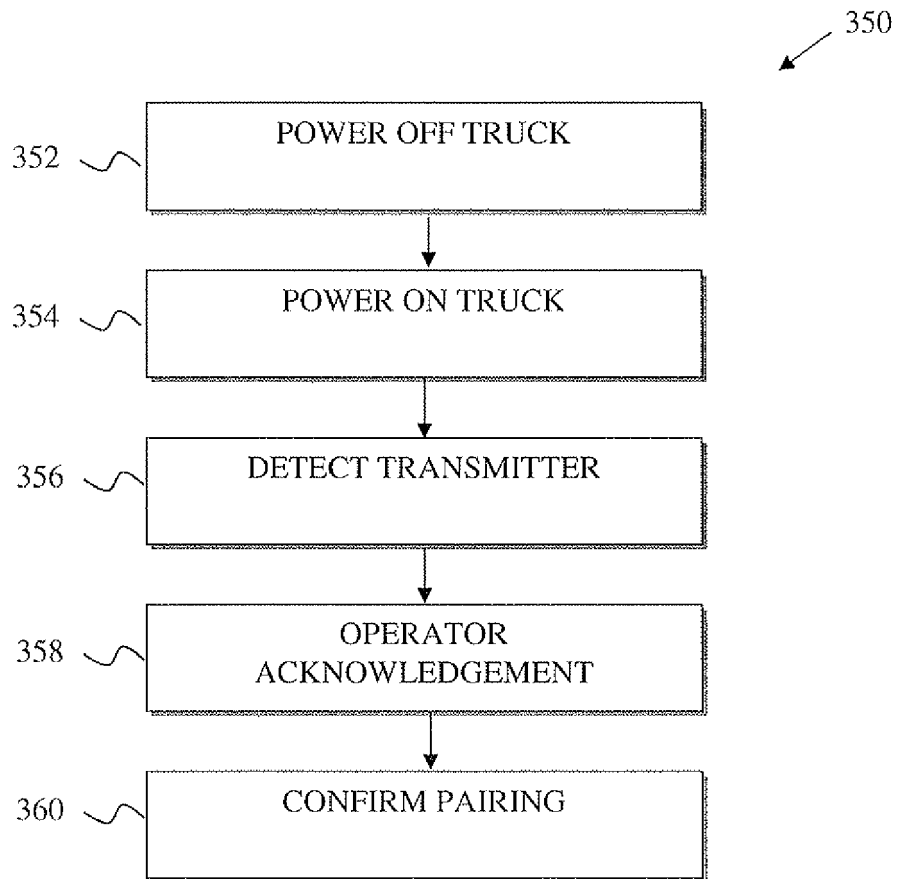 350
POWER OFF TRUCK
352
POWER ON TRUCK
354
DETECT TRANSMITTER
356
OPERATOR
ACKNOWLEDGEMENT
358
CONFIRM PAIRING
360